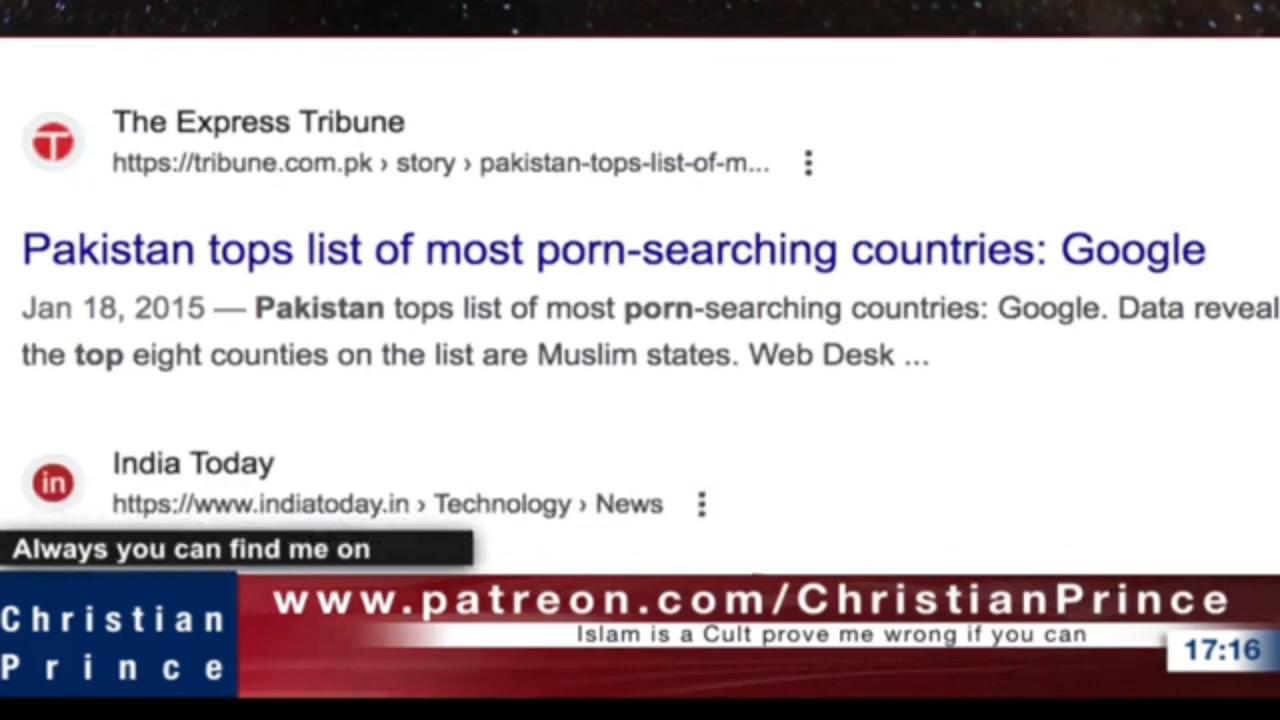 The Express Tribune
https://tribune.com.pk › story › pakistan-tops-list-of-m...
Pakistan tops list of most porn-searching countries: Google
Jan 18, 2015 — Pakistan tops list of most porn-searching countries: Google. Data reveal
the top eight counties on the list are Muslim states. Web Desk ...
in
India Today
https://www.indiatoday.in › Technology › News
Always you can find me on
Christian
Prince
www.patreon.com/ChristianPrince
Islam is a Cult prove me wrong if you can
17:16